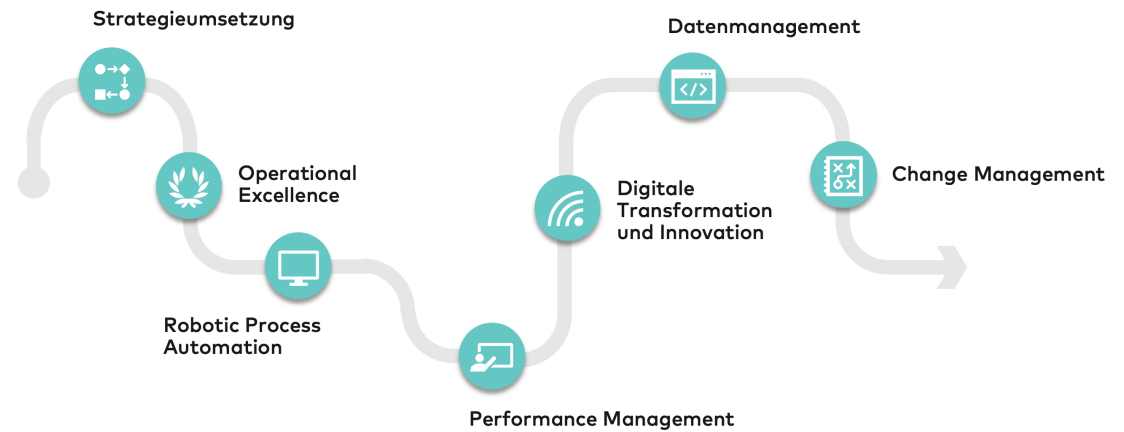 Strategieumsetzung
Operational
Excellence
Robotic Process
Automation
Performance Management
Digitale
Transformation
und Innovation
Datenmanagement
</>
Change Management